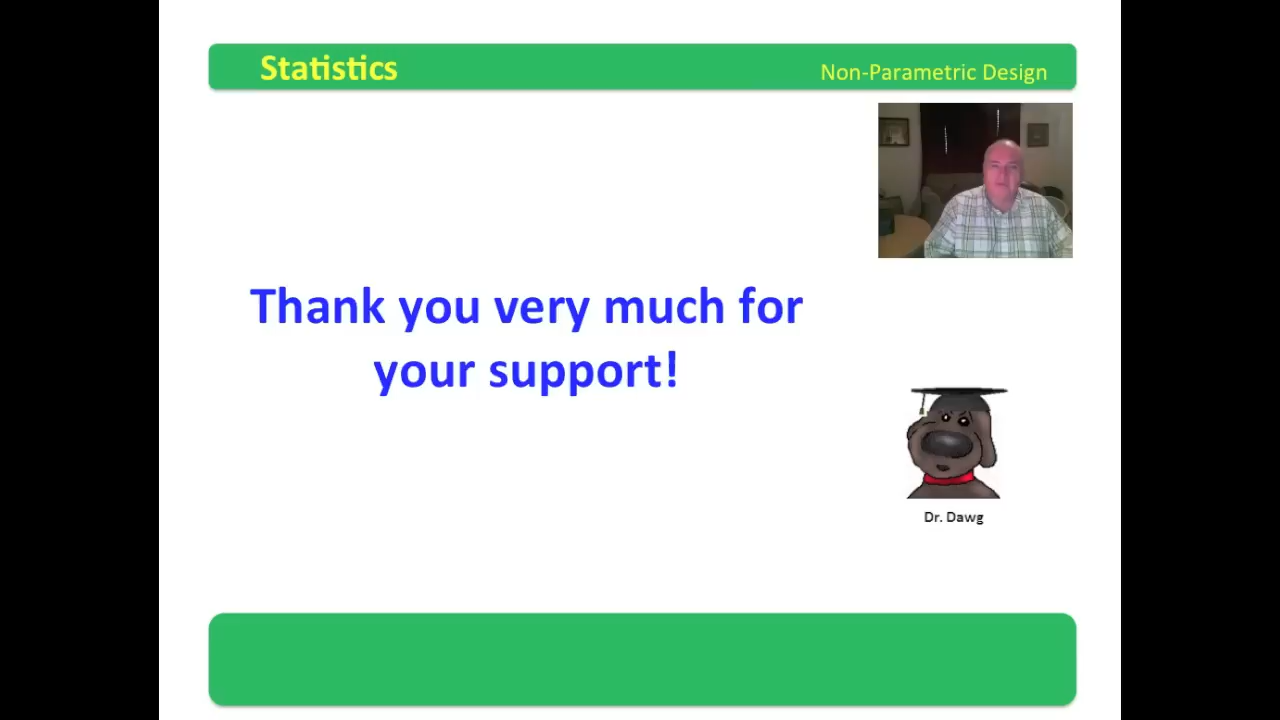 Statistics
Non-Parametric Design
Thank you very much for
your support!
Dr. Dawg